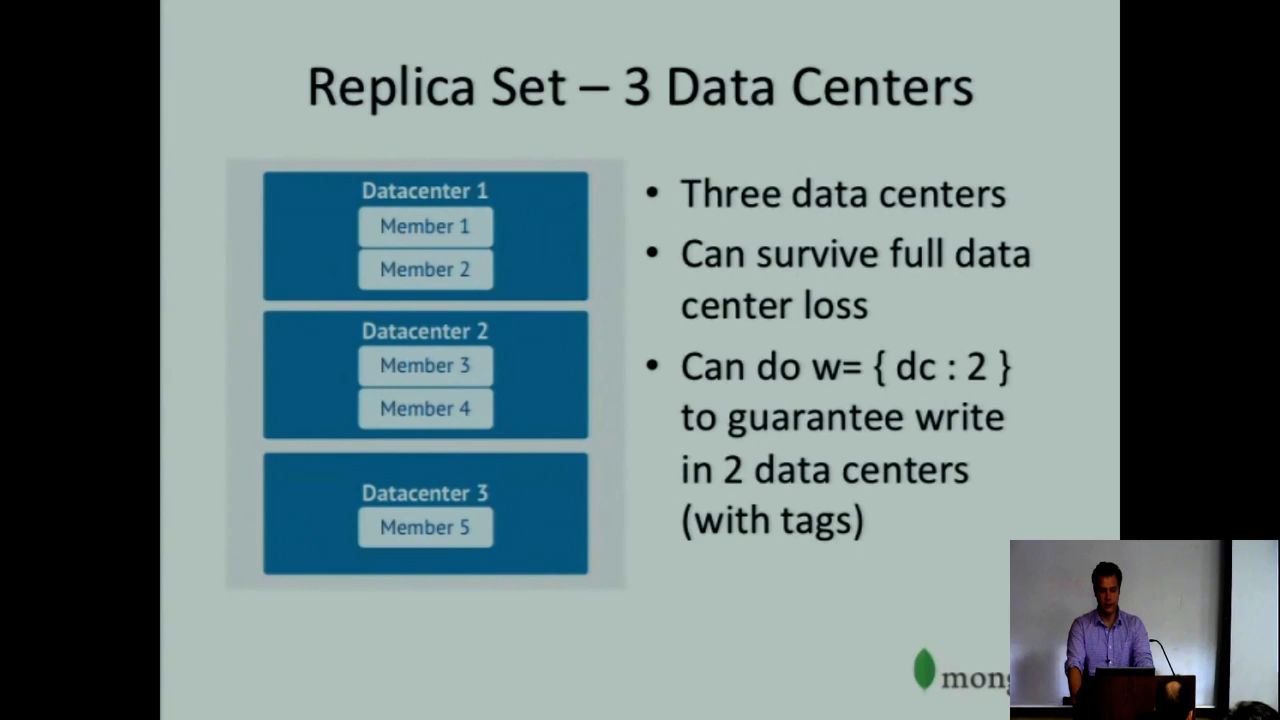 Replica Set – 3 Data Centers
Datacenter 1
Member 1
Member 2
Datacenter 2
Member 3
Member 4
Datacenter 3
Member 5
• Three data centers
• Can survive full data
center loss
• Can do w= { dc : 2 }
to guarantee write
in 2 data centers
(with tags)